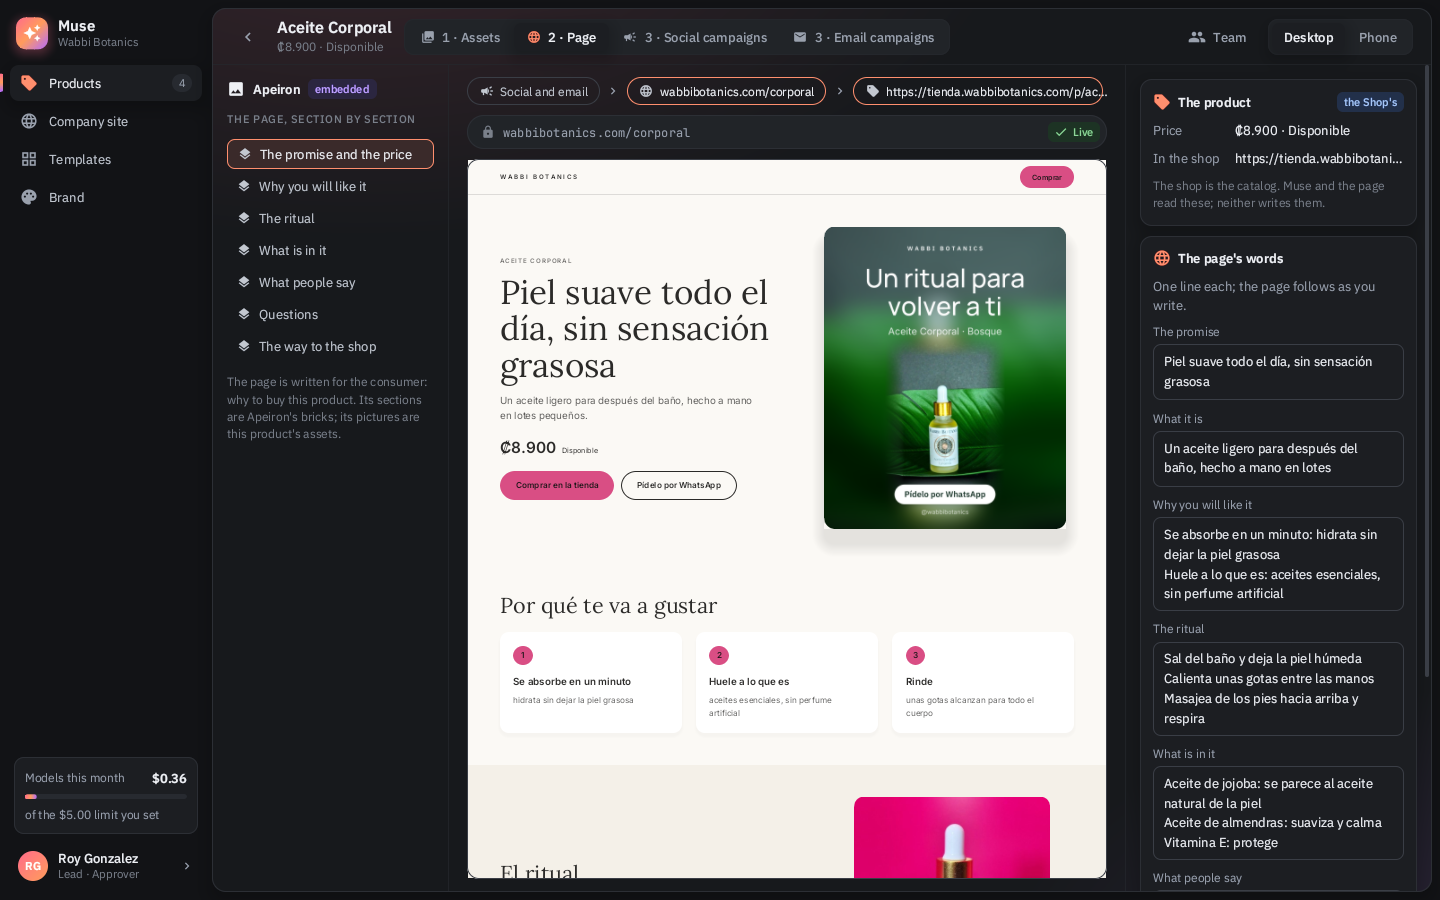 Muse
Wabbi Botanics
Products 4
Company site
Templates
Brand
Models this month $0.36
of the $5.00 limit you set
RG
Roy Gonzalez
Lead · Approver
Aceite Corporal
₡8.900 · Disponible
1 · Assets
2 · Page
3 · Social campaigns
3 · Email campaigns
Team
Desktop
Phone
Apeiron embedded
THE PAGE, SECTION BY SECTION
The promise and the price
Why you will like it
The ritual
What is in it
What people say
Questions
The way to the shop
The page is written for the consumer:
why to buy this product. Its sections
are Apeiron's bricks; its pictures are
this product's assets.
Social and email
wabbibotanics.com/corporal
https://tienda.wabbibotanics.com/p/ac...
wabbibotanics.com/corporal
Live
WABBI BOTANICS
Comprar
ACEITE CORPORAL
Piel suave todo el
día, sin sensación
grasosa
Un aceite ligero para después del baño, hecho a mano
en lotes pequeños.
₡8.900 Disponible
Comprar en la tienda
Pídelo por WhatsApp
WABBI BOTANICS
Un ritual para
volver a ti
Aceite Corporal · Bosque
Pídelo por WhatsApp
@wabbibotanics
Por qué te va a gustar
1
Se absorbe en un minuto
hidrata sin dejar la piel grasosa
2
Huele a lo que es
aceites esenciales, sin perfume
artificial
3
Rinde
unas gotas alcanzan para todo el
cuerpo
El ritual
The product
the Shop's
Price ₡8.900 · Disponible
In the shop https://tienda.wabbibotani...
The shop is the catalog. Muse and the page
read these; neither writes them.
The page's words
One line each; the page follows as you
write.
The promise
Piel suave todo el día, sin sensación
grasosa
What it is
Un aceite ligero para después del
baño, hecho a mano en lotes
Why you will like it
Se absorbe en un minuto: hidrata sin
dejar la piel grasosa
Huele a lo que es: aceites esenciales,
sin perfume artificial
The ritual
Sal del baño y deja la piel húmeda
Calienta unas gotas entre las manos
Masajea de los pies hacia arriba y
respira
What is in it
Aceite de jojoba: se parece al aceite
natural de la piel
Aceite de almendras: suaviza y calma
Vitamina E: protege
What people say